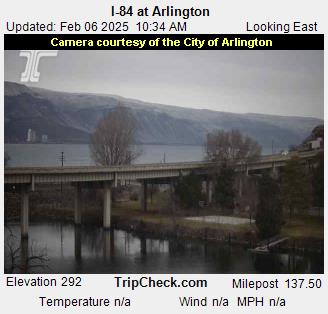 I-84 at Arlington
Updated: Feb 06 2025 10:34 AM Looking East
Camera courtesy of the City of Arlington
Elevation 292 TripCheck.com Milepost 137.50
Temperature n/a Wind n/a MPH n/a